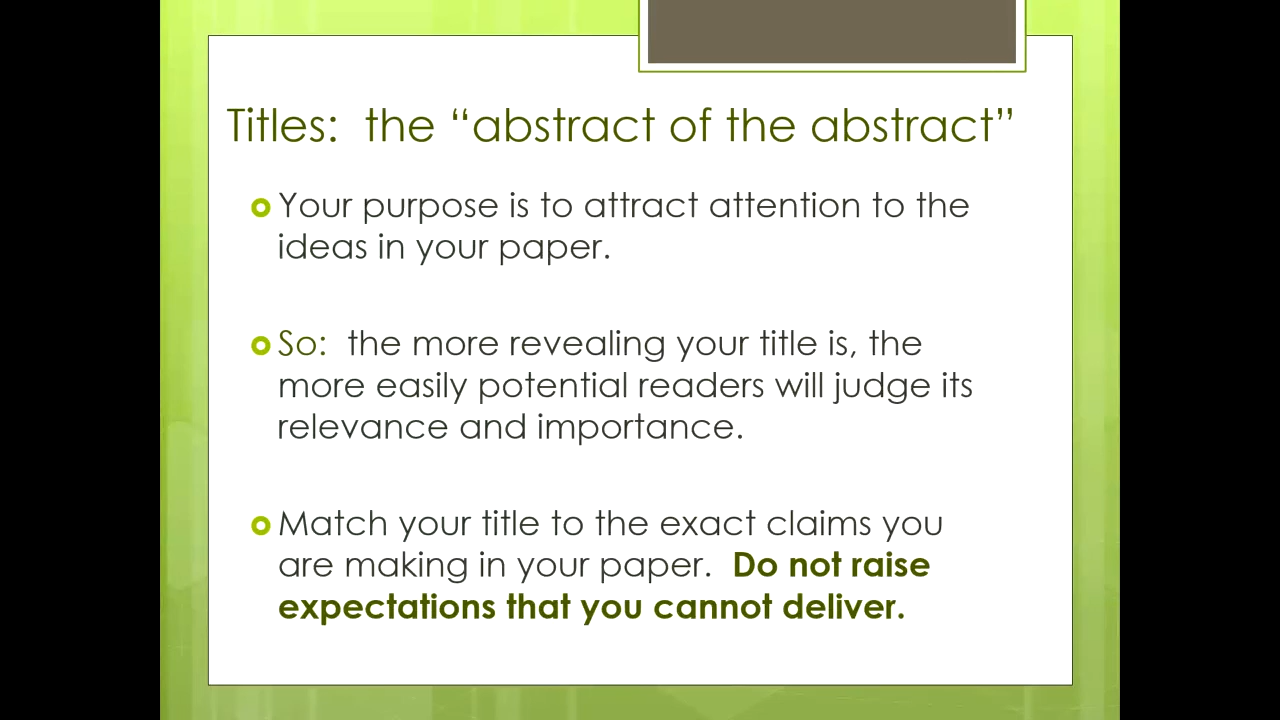 Titles:  the “abstract of the abstract”
Your purpose is to attract attention to the
ideas in your paper.
So:  the more revealing your title is, the
more easily potential readers will judge its
relevance and importance.
Match your title to the exact claims you
are making in your paper.  Do not raise
expectations that you cannot deliver.